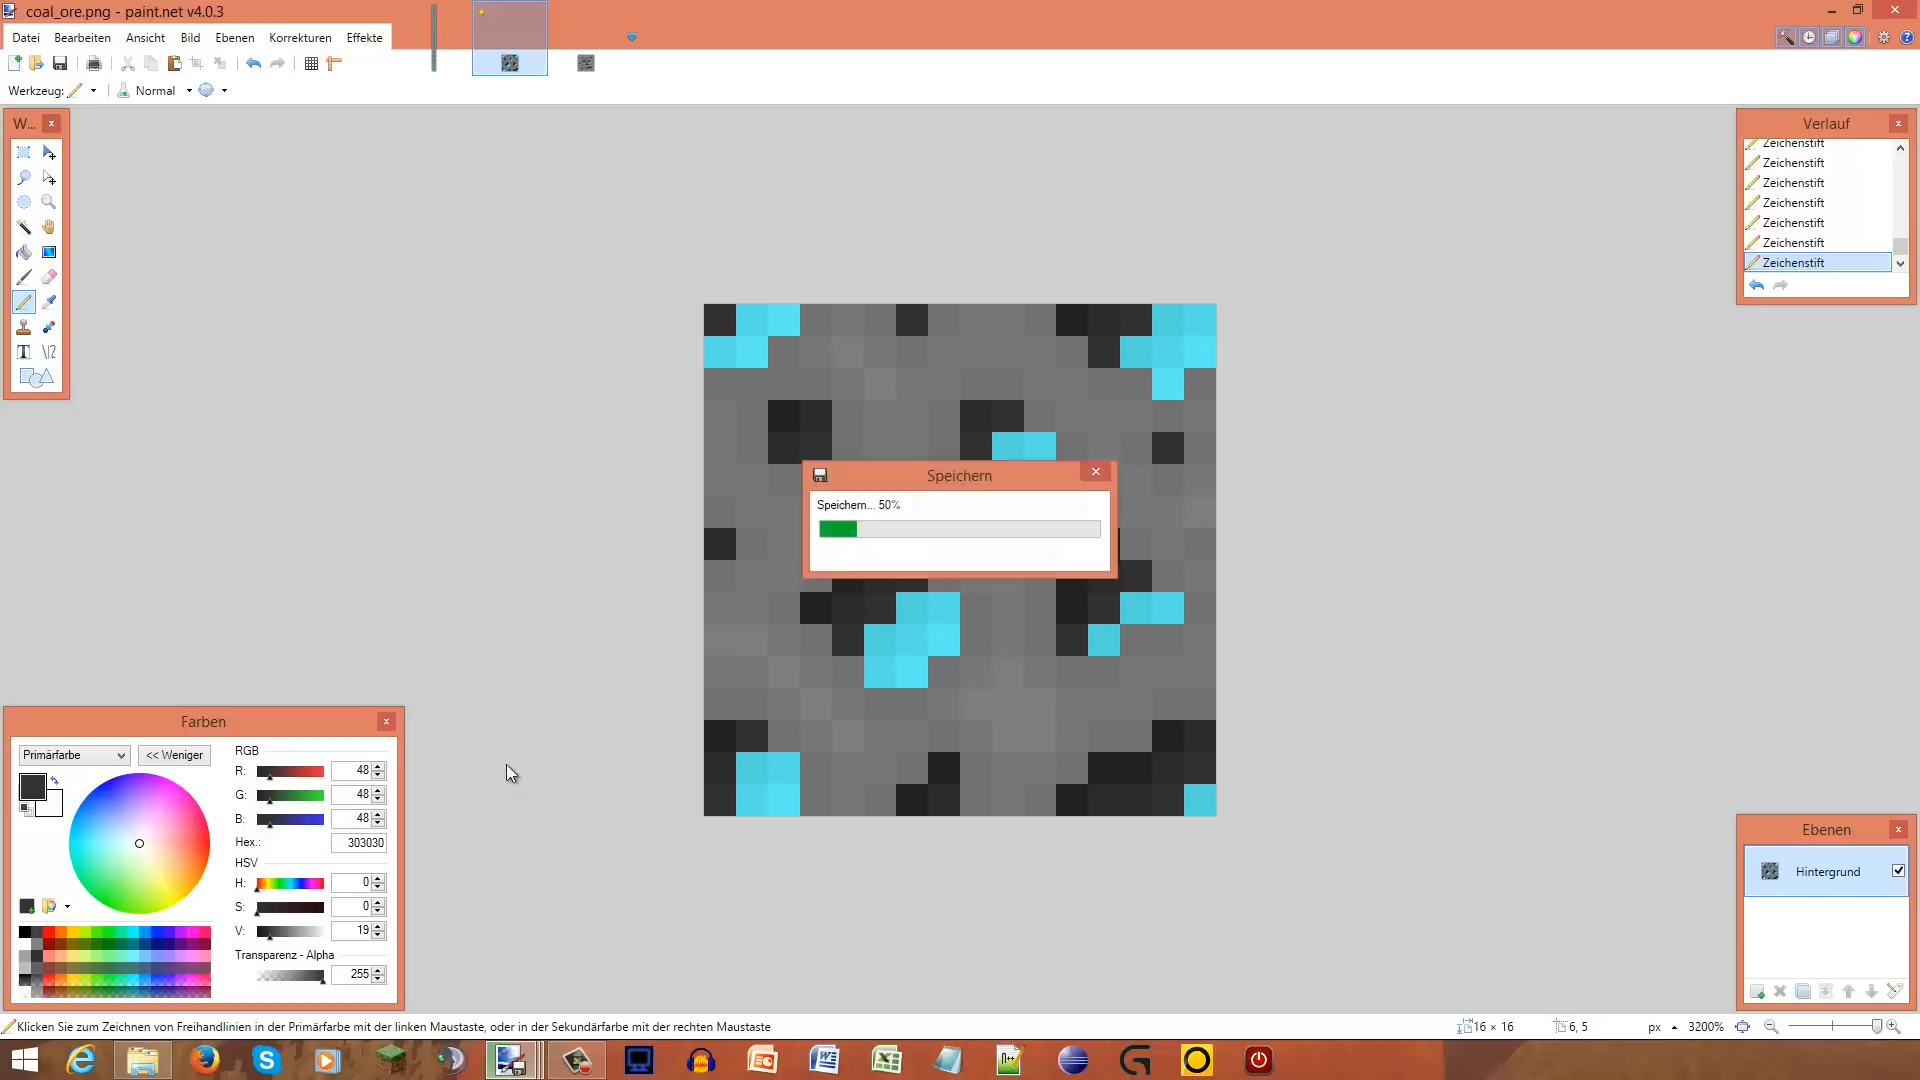 coal_ore.png - paint.net v4.0.3
Datei Bearbeiten Ansicht Bild Ebenen Korrekturen Effekte
Werkzeug: Normal
W...
Verlauf
Zeichenstift
Zeichenstift
Zeichenstift
Zeichenstift
Zeichenstift
Zeichenstift
Zeichenstift
Speichern
Speichern... 50%
Farben
Primärfarbe << Weniger
RGB
R: 48
G: 48
B: 48
Hex.: 303030
HSV
H: 0
S: 0
V: 19
Transparenz - Alpha
255
Ebenen
Hintergrund
Klicken Sie zum Zeichnen von Freihandlinien in der Primärfarbe mit der linken Maustaste, oder in der Sekundärfarbe mit der rechten Maustaste
16 × 16 6, 5 px 3200%